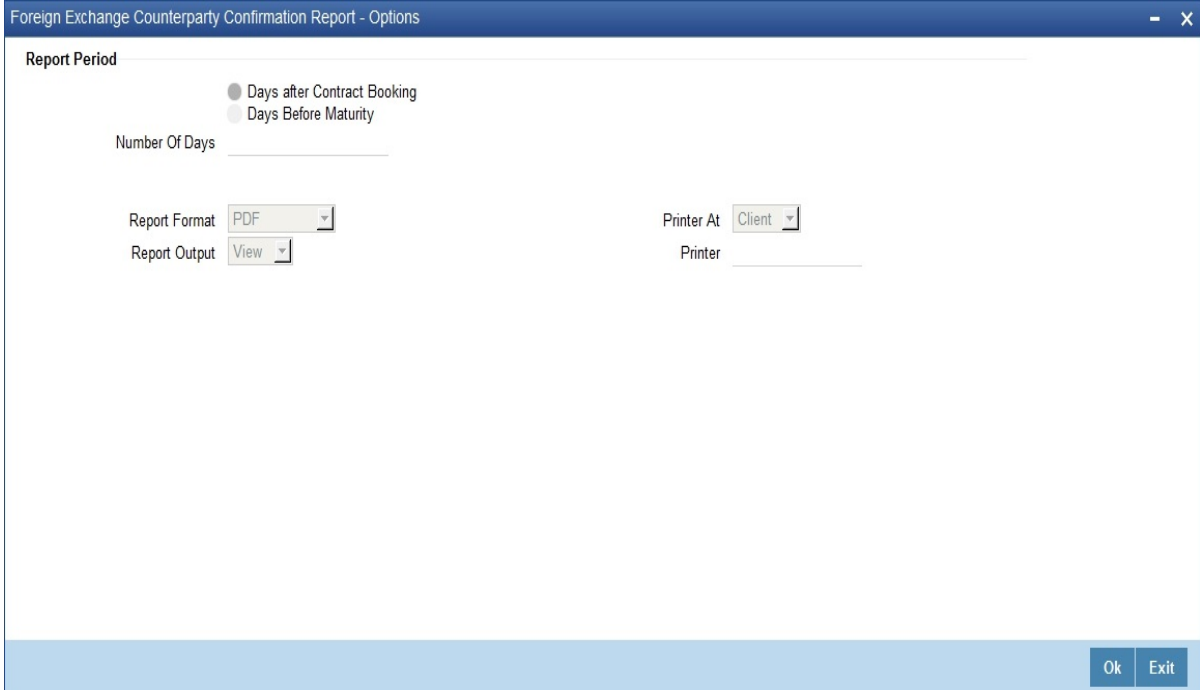 Foreign Exchange Counterparty Confirmation Report - Options
Report Period
Days after Contract Booking
Days Before Maturity
Number Of Days
Report Format PDF Printer At Client
Report Output View Printer
Ok Exit